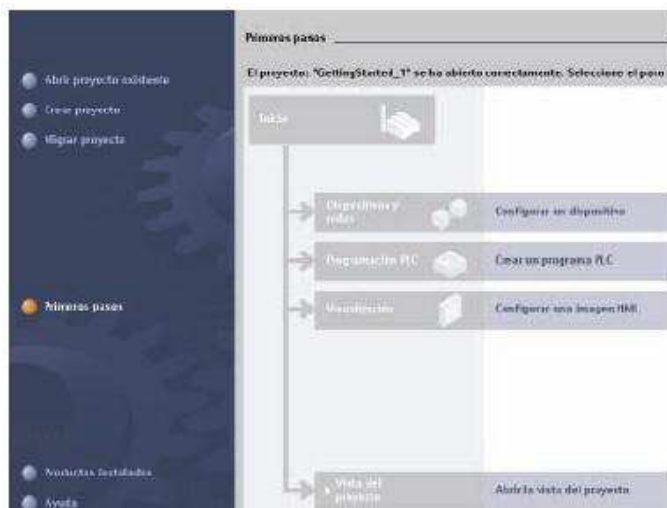 Abrir proyecto existente
Crear proyecto
Migrar proyecto
Primeros pasos
Productos instalados
Ayuda
Primeros pasos
El proyecto: "GettingStarted_1" se ha abierto correctamente. Seleccione el paso
Inicio
Dispositivos y
redes
Configurar un dispositivo
Programación PLC
Crear un programa PLC
Visualización
Configurar una imagen HMI
Vista del
proyecto
Abrir la vista del proyecto